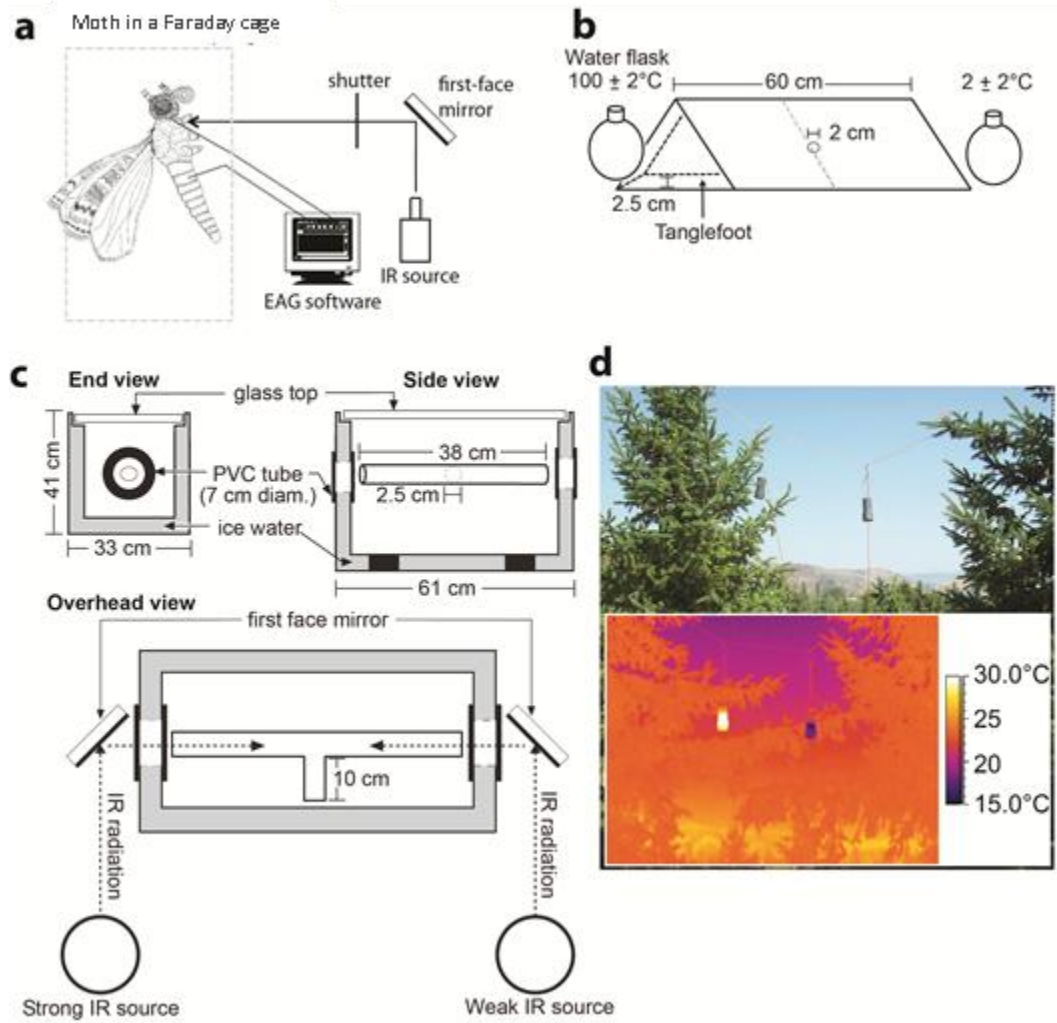 a
Moth in a Faraday cage
shutter
first-face
mirror
IR source
EAG software
b
Water flask
100 ± 2°C
60 cm
2 ± 2°C
2 cm
2.5 cm
Tanglefoot
c
End view
glass top
Side view
41 cm
38 cm
PVC tube
(7 cm diam.)
2.5 cm
ice water
33 cm
61 cm
Overhead view
first face mirror
10 cm
IR radiation
IR radiation
Strong IR source
Weak IR source
d
30.0°C
25
20
15.0°C